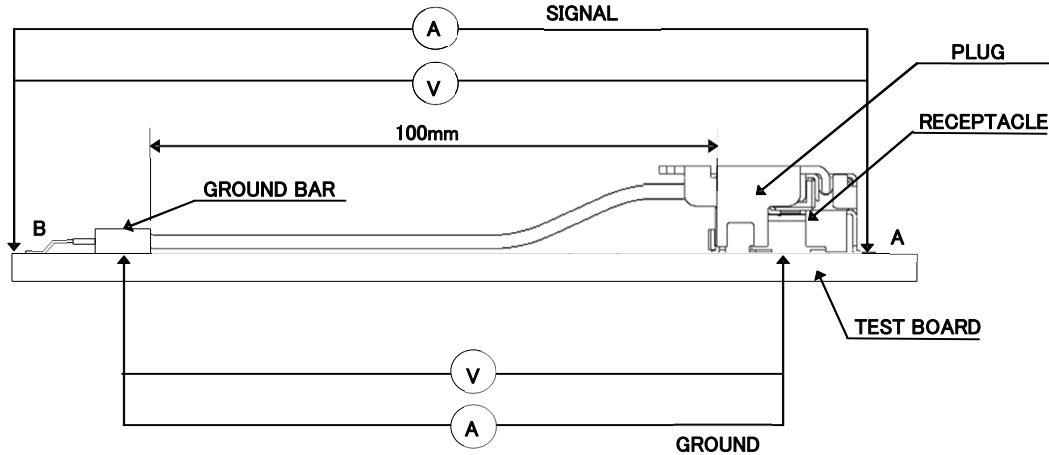 SIGNAL
A
V
PLUG
100mm
RECEPTACLE
GROUND BAR
B
A
TEST BOARD
V
A
GROUND